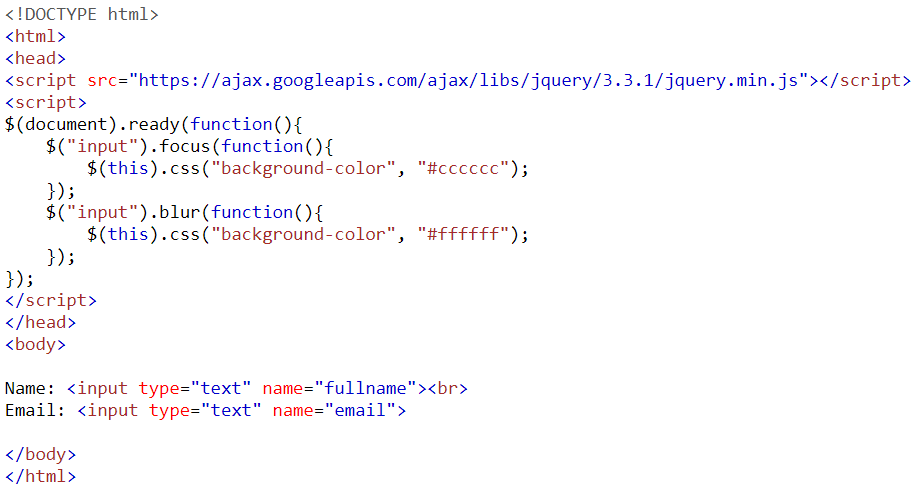 <!DOCTYPE html>
<html>
<head>
<script src="https://ajax.googleapis.com/ajax/libs/jquery/3.3.1/jquery.min.js"></script>
<script>
$(document).ready(function(){
    $("input").focus(function(){
        $(this).css("background-color", "#cccccc");
    });
    $("input").blur(function(){
        $(this).css("background-color", "#ffffff");
    });
});
</script>
</head>
<body>

Name: <input type="text" name="fullname"><br>
Email: <input type="text" name="email">

</body>
</html>